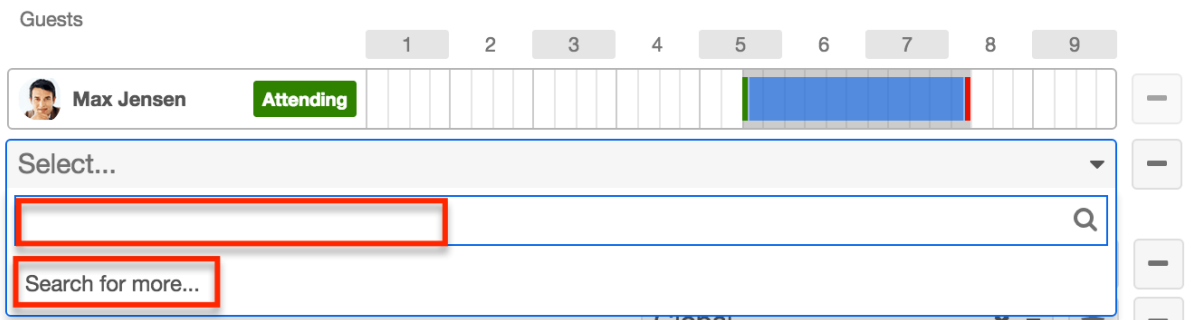 Guests
1 2 3 4 5 6 7 8 9
Max Jensen Attending
Select...
Search for more...